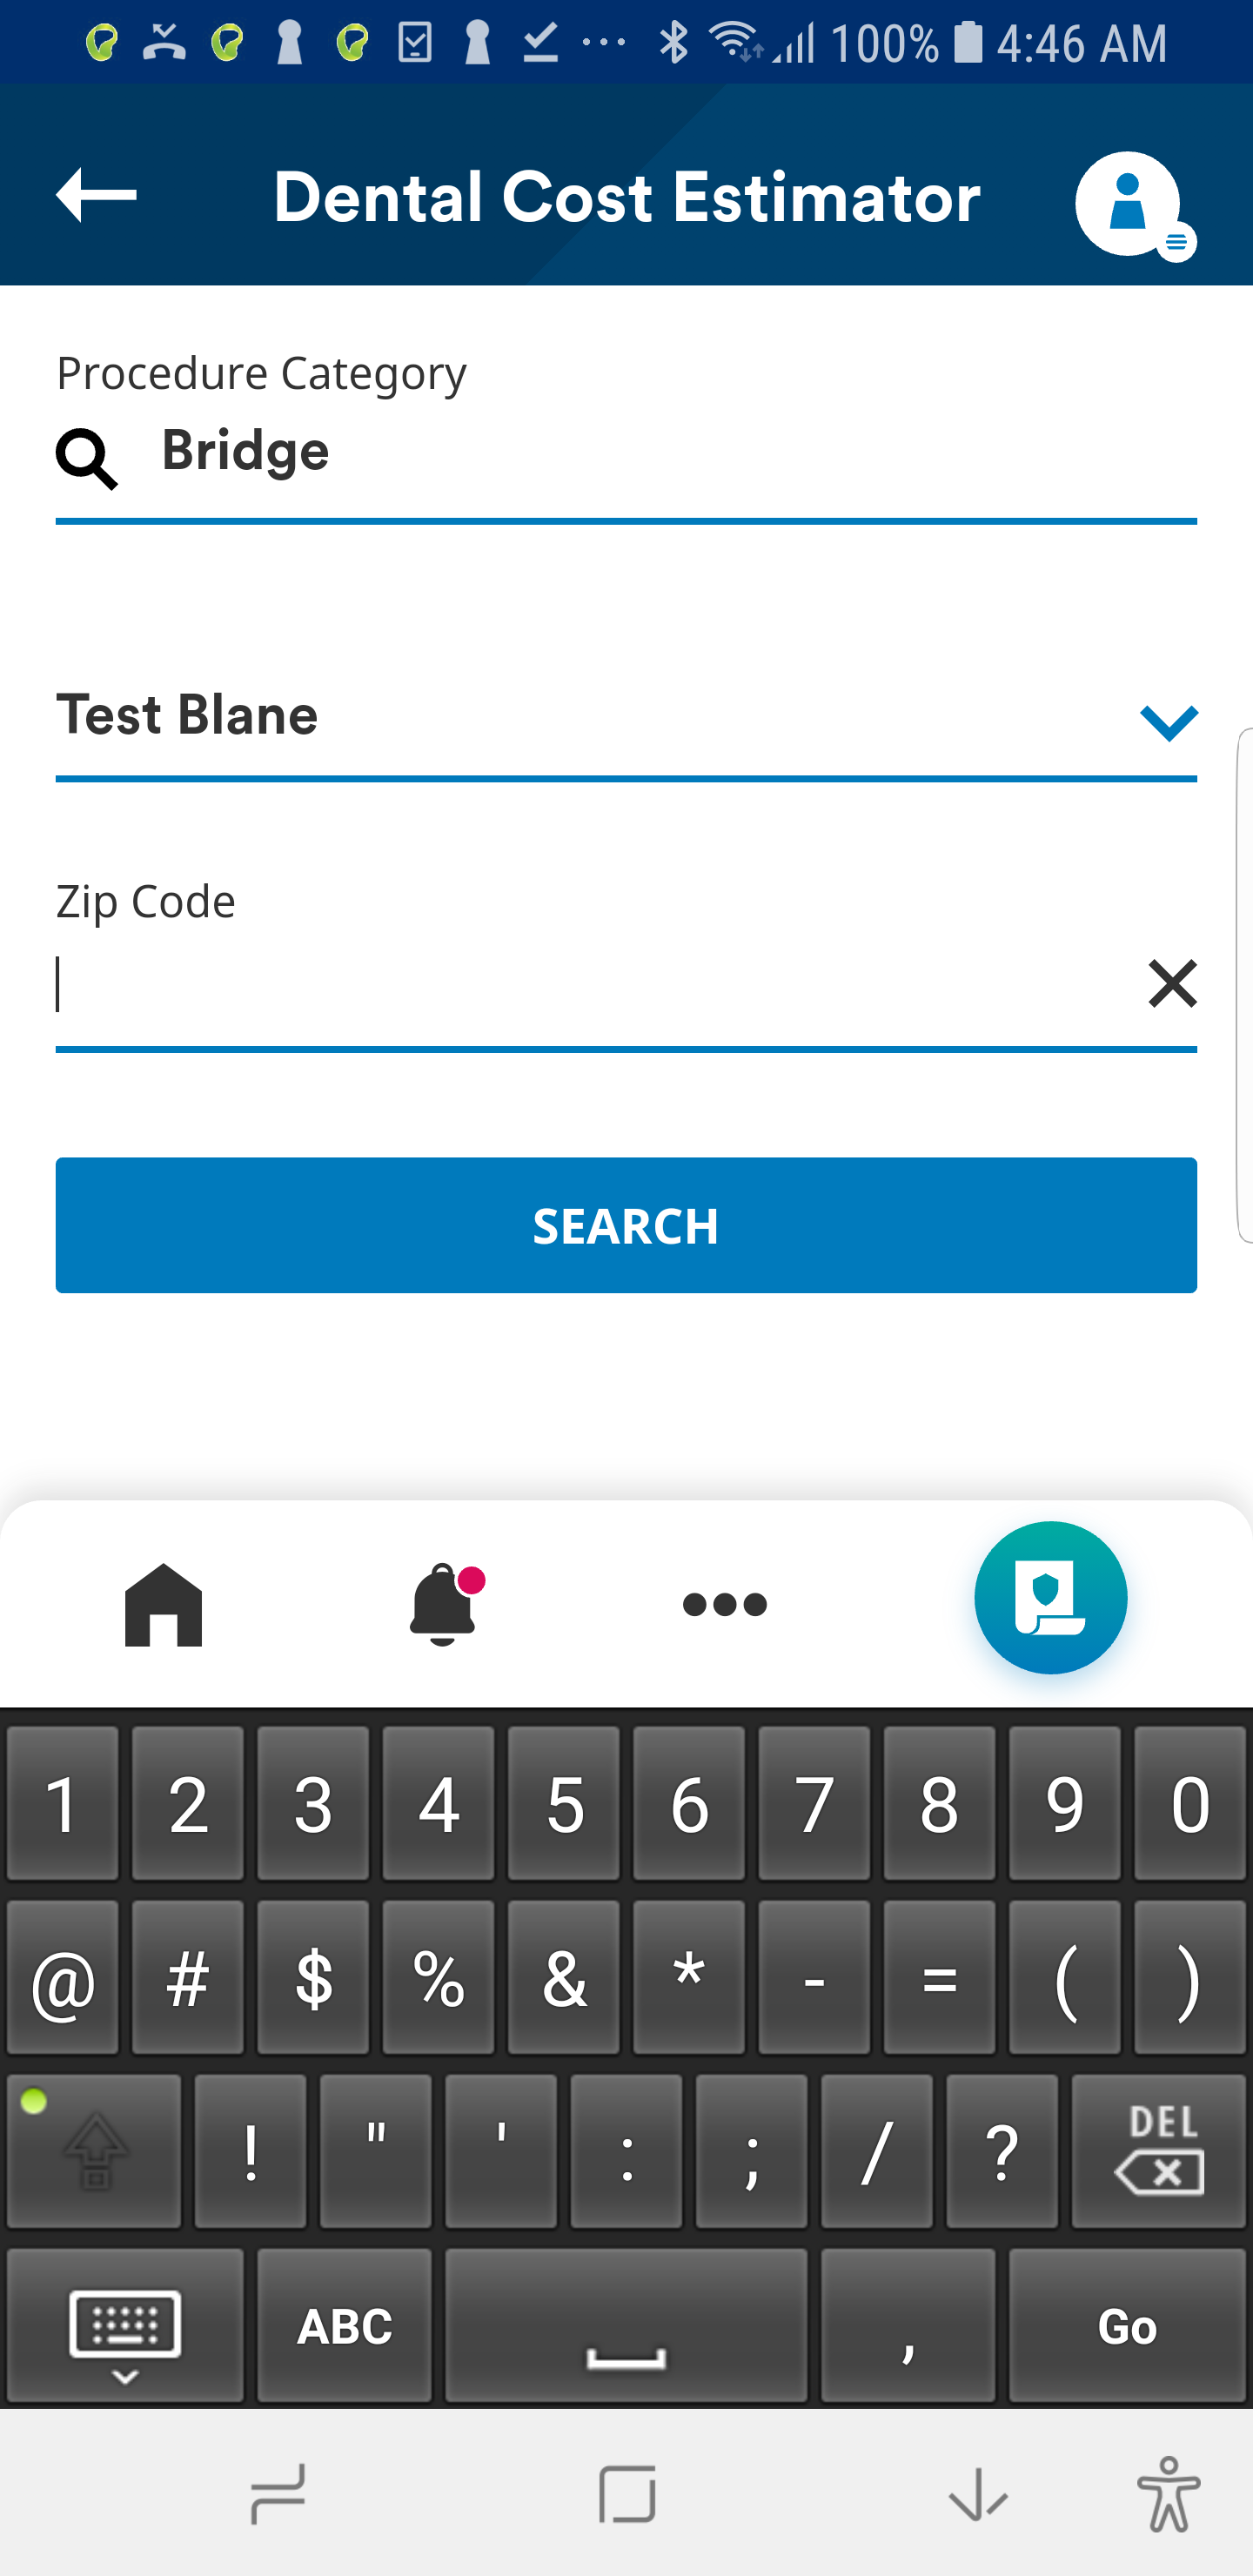 100% 4:46 AM
Dental Cost Estimator
Procedure Category
Bridge
Test Blane
Zip Code
SEARCH
1 2 3 4 5 6 7 8 9 0
@ # $ % & * - = ( )
! " ' : ; / ? DEL
ABC , Go